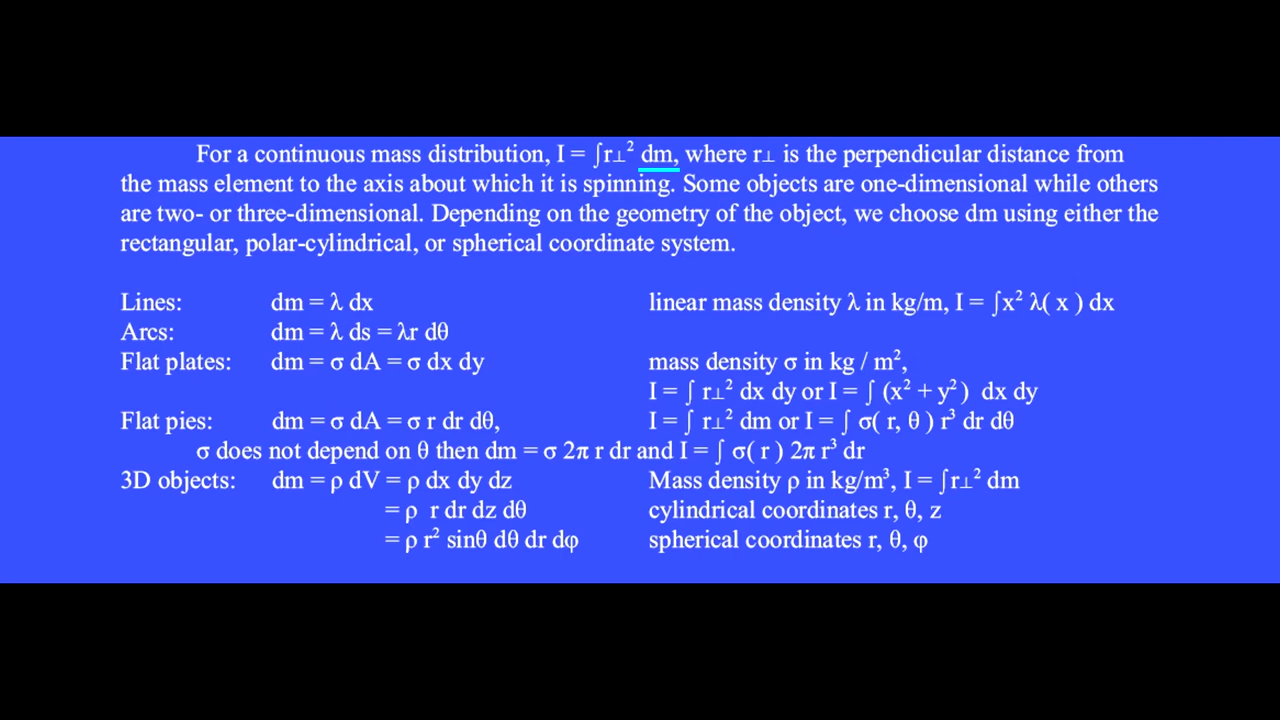 For a continuous mass distribution, I = ∫r⊥² dm, where r⊥ is the perpendicular distance from
the mass element to the axis about which it is spinning. Some objects are one-dimensional while others
are two- or three-dimensional. Depending on the geometry of the object, we choose dm using either the
rectangular, polar-cylindrical, or spherical coordinate system.
Lines: dm = λ dx linear mass density λ in kg/m, I = ∫x² λ( x ) dx
Arcs: dm = λ ds = λr dθ
Flat plates: dm = σ dA = σ dx dy mass density σ in kg / m²,
I = ∫ r⊥² dx dy or I = ∫ (x² + y² ) dx dy
Flat pies: dm = σ dA = σ r dr dθ, I = ∫ r⊥² dm or I = ∫ σ( r, θ ) r³ dr dθ
σ does not depend on θ then dm = σ 2π r dr and I = ∫ σ( r ) 2π r³ dr
3D objects: dm = ρ dV = ρ dx dy dz Mass density ρ in kg/m³, I = ∫r⊥² dm
= ρ r dr dz dθ cylindrical coordinates r, θ, z
= ρ r² sinθ dθ dr dφ spherical coordinates r, θ, φ